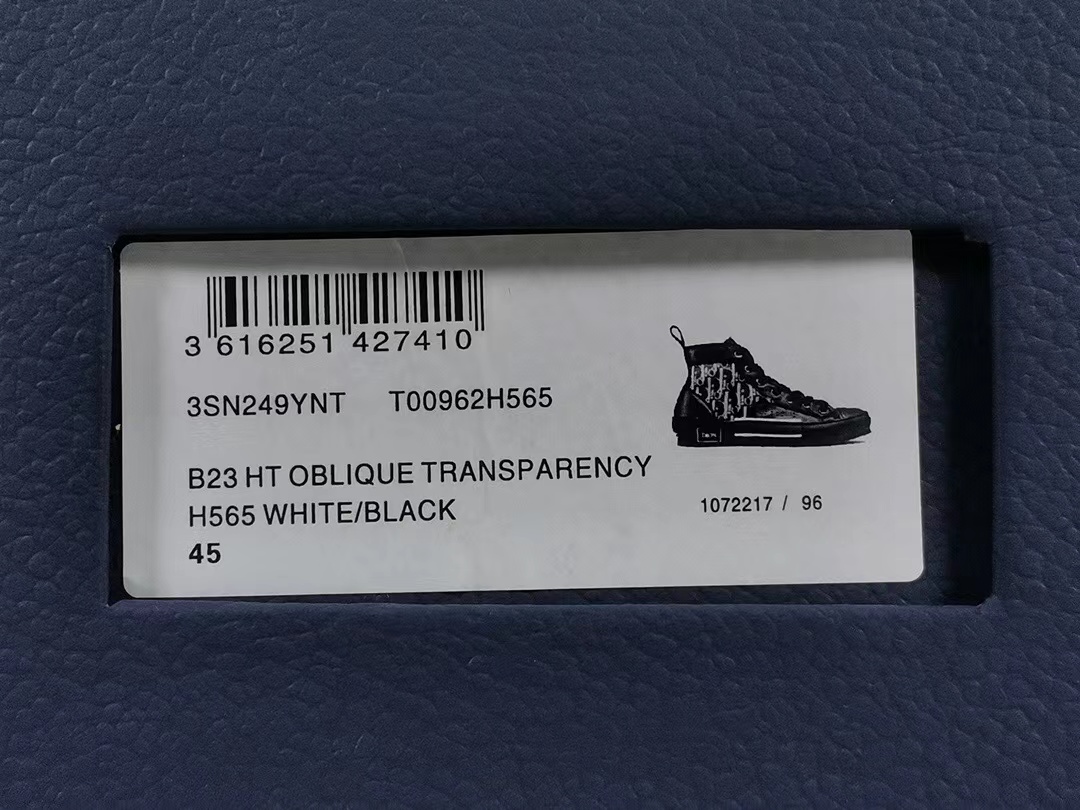 3 616251 427410
3SN249YNT T00962H565
B23 HT OBLIQUE TRANSPARENCY
H565 WHITE/BLACK
1072217 / 96
45